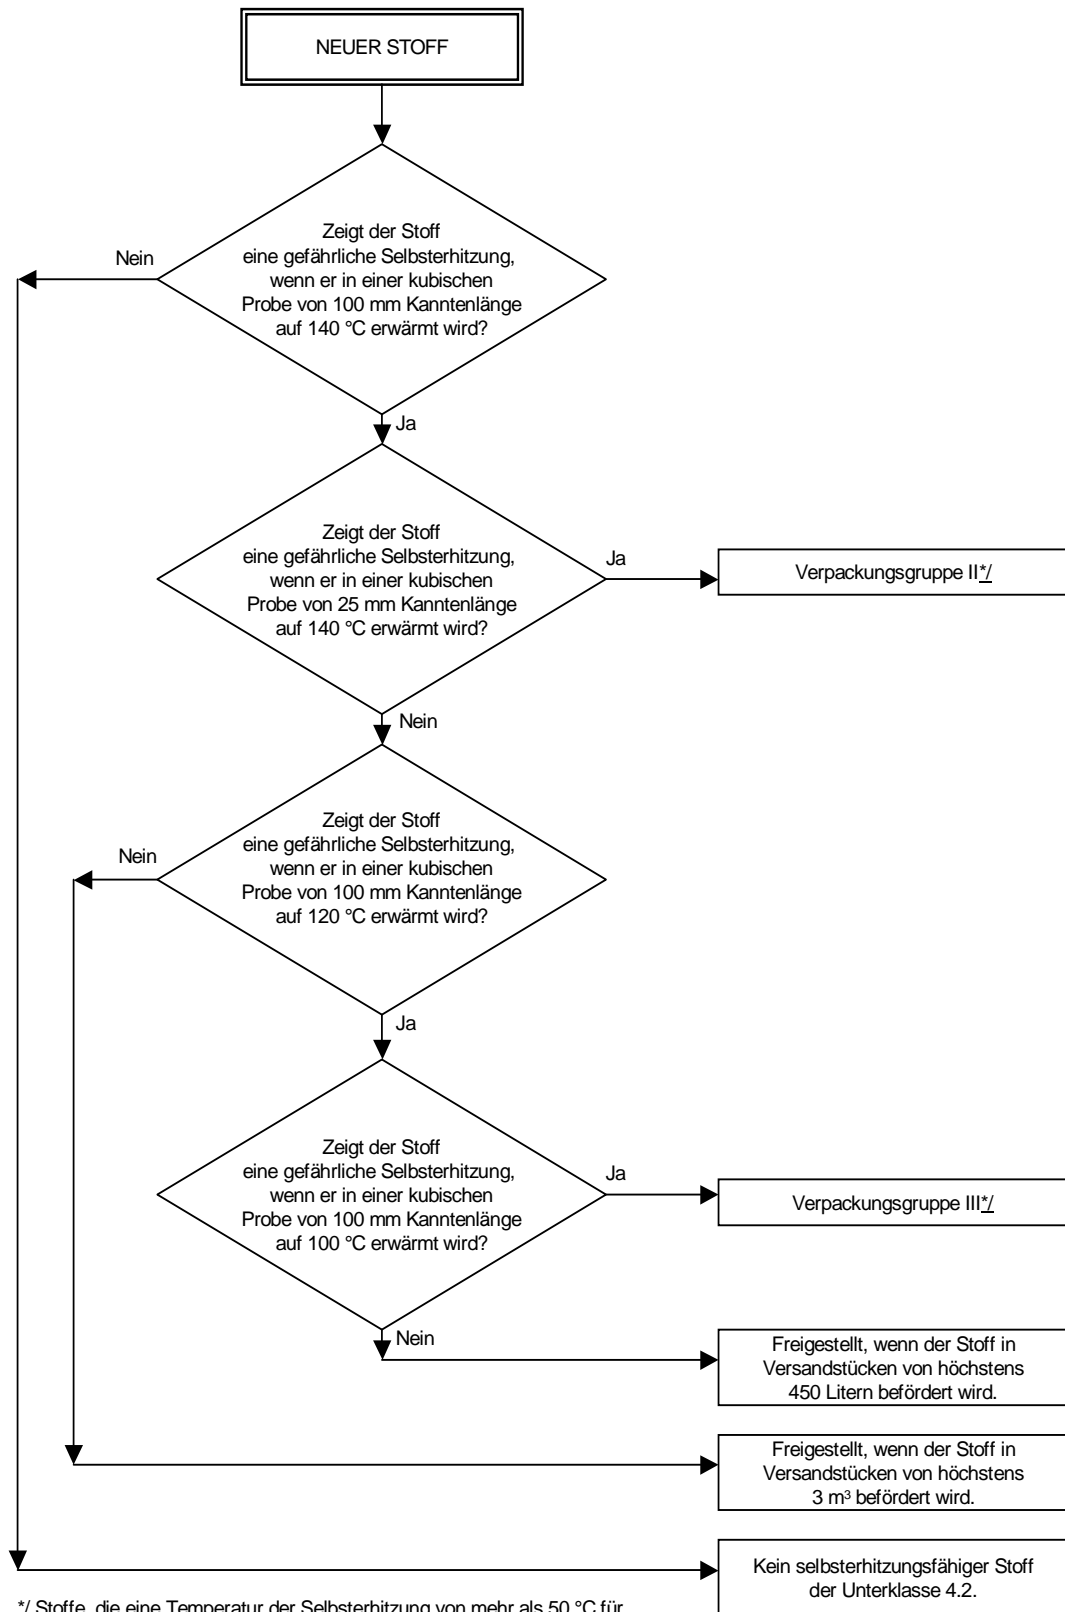 NEUER STOFF
Zeigt der Stoff
eine gefährliche Selbsterhitzung,
wenn er in einer kubischen
Probe von 100 mm Kanntenlänge
auf 140 °C erwärmt wird?
Nein
Ja
Zeigt der Stoff
eine gefährliche Selbsterhitzung,
wenn er in einer kubischen
Probe von 25 mm Kanntenlänge
auf 140 °C erwärmt wird?
Ja
Verpackungsgruppe II*/
Nein
Zeigt der Stoff
eine gefährliche Selbsterhitzung,
wenn er in einer kubischen
Probe von 100 mm Kanntenlänge
auf 120 °C erwärmt wird?
Nein
Ja
Zeigt der Stoff
eine gefährliche Selbsterhitzung,
wenn er in einer kubischen
Probe von 100 mm Kanntenlänge
auf 100 °C erwärmt wird?
Ja
Verpackungsgruppe III*/
Nein
Freigestellt, wenn der Stoff in
Versandstücken von höchstens
450 Litern befördert wird.
Freigestellt, wenn der Stoff in
Versandstücken von höchstens
3 m³ befördert wird.
Kein selbsterhitzungsfähiger Stoff
der Unterklasse 4.2.
*/ Stoffe, die eine Temperatur der Selbsterhitzung von mehr als 50 °C für